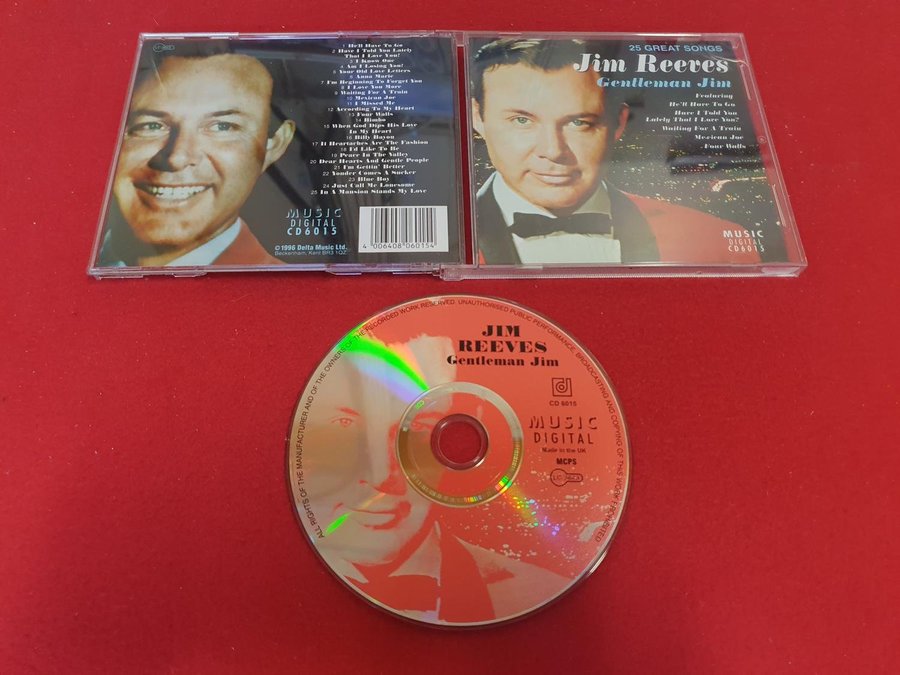 1 He'll Have To Go
2 Have I Told You Lately
That I Love You?
3 I Know One
4 Am I Losing You?
5 Your Old Love Letters
6 Anna Marie
7 I'm Beginning To Forget You
8 I Love You More
9 Waiting For A Train
10 Mexican Joe
11 I Missed Me
12 According To My Heart
13 Four Walls
14 Bimbo
15 When God Dips His Love
In My Heart
16 Billy Bayou
17 If Heartaches Are The Fashion
18 I'd Like To Be
19 Peace In The Valley
20 Dear Hearts And Gentle People
21 I'm Gettin' Better
22 Yonder Comes A Sucker
23 Blue Boy
24 Just Call Me Lonesome
25 In A Mansion Stands My Love
MUSIC
DIGITAL
CD6015
© 1996 Delta Music Ltd.
Beckenham, Kent BR3 1QZ
4 006408 060154
25 GREAT SONGS
Jim Reeves
Gentleman Jim
Featuring
He'll Have To Go
Have I Told You
Lately That I Love You?
Waiting For A Train
Mexican Joe
Four Walls
MUSIC
DIGITAL
CD6015
ALL RIGHTS OF THE MANUFACTURER AND OF THE OWNERS OF THE RECORDED WORK RESERVED. UNAUTHORISED PUBLIC PERFORMANCE, BROADCASTING AND COPYING OF THIS WORK PROHIBITED
JIM
REEVES
Gentleman Jim
d
CD 6015
MUSIC
DIGITAL
Made in the UK
MCPS